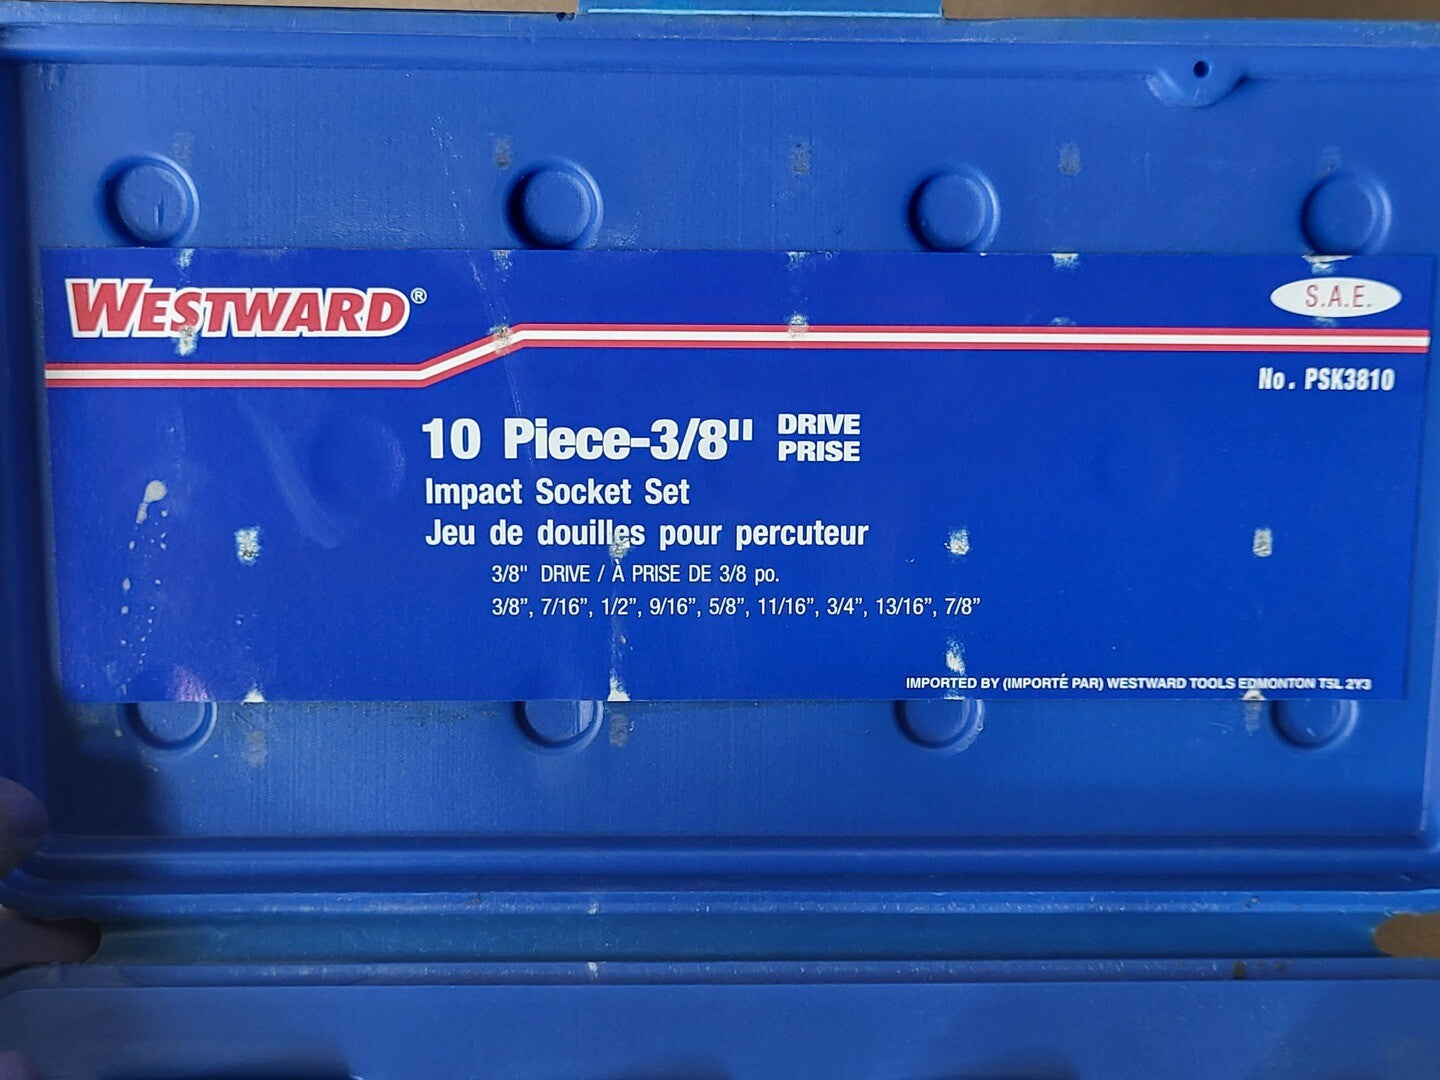 WESTWARD®
S.A.E.
No. PSK3810
10 Piece-3/8" DRIVE
PRISE
Impact Socket Set
Jeu de douilles pour percuteur
3/8" DRIVE / À PRISE DE 3/8 po.
3/8”, 7/16”, 1/2”, 9/16”, 5/8”, 11/16”, 3/4”, 13/16”, 7/8”
IMPORTED BY (IMPORTÉ PAR) WESTWARD TOOLS EDMONTON T5L 2Y3